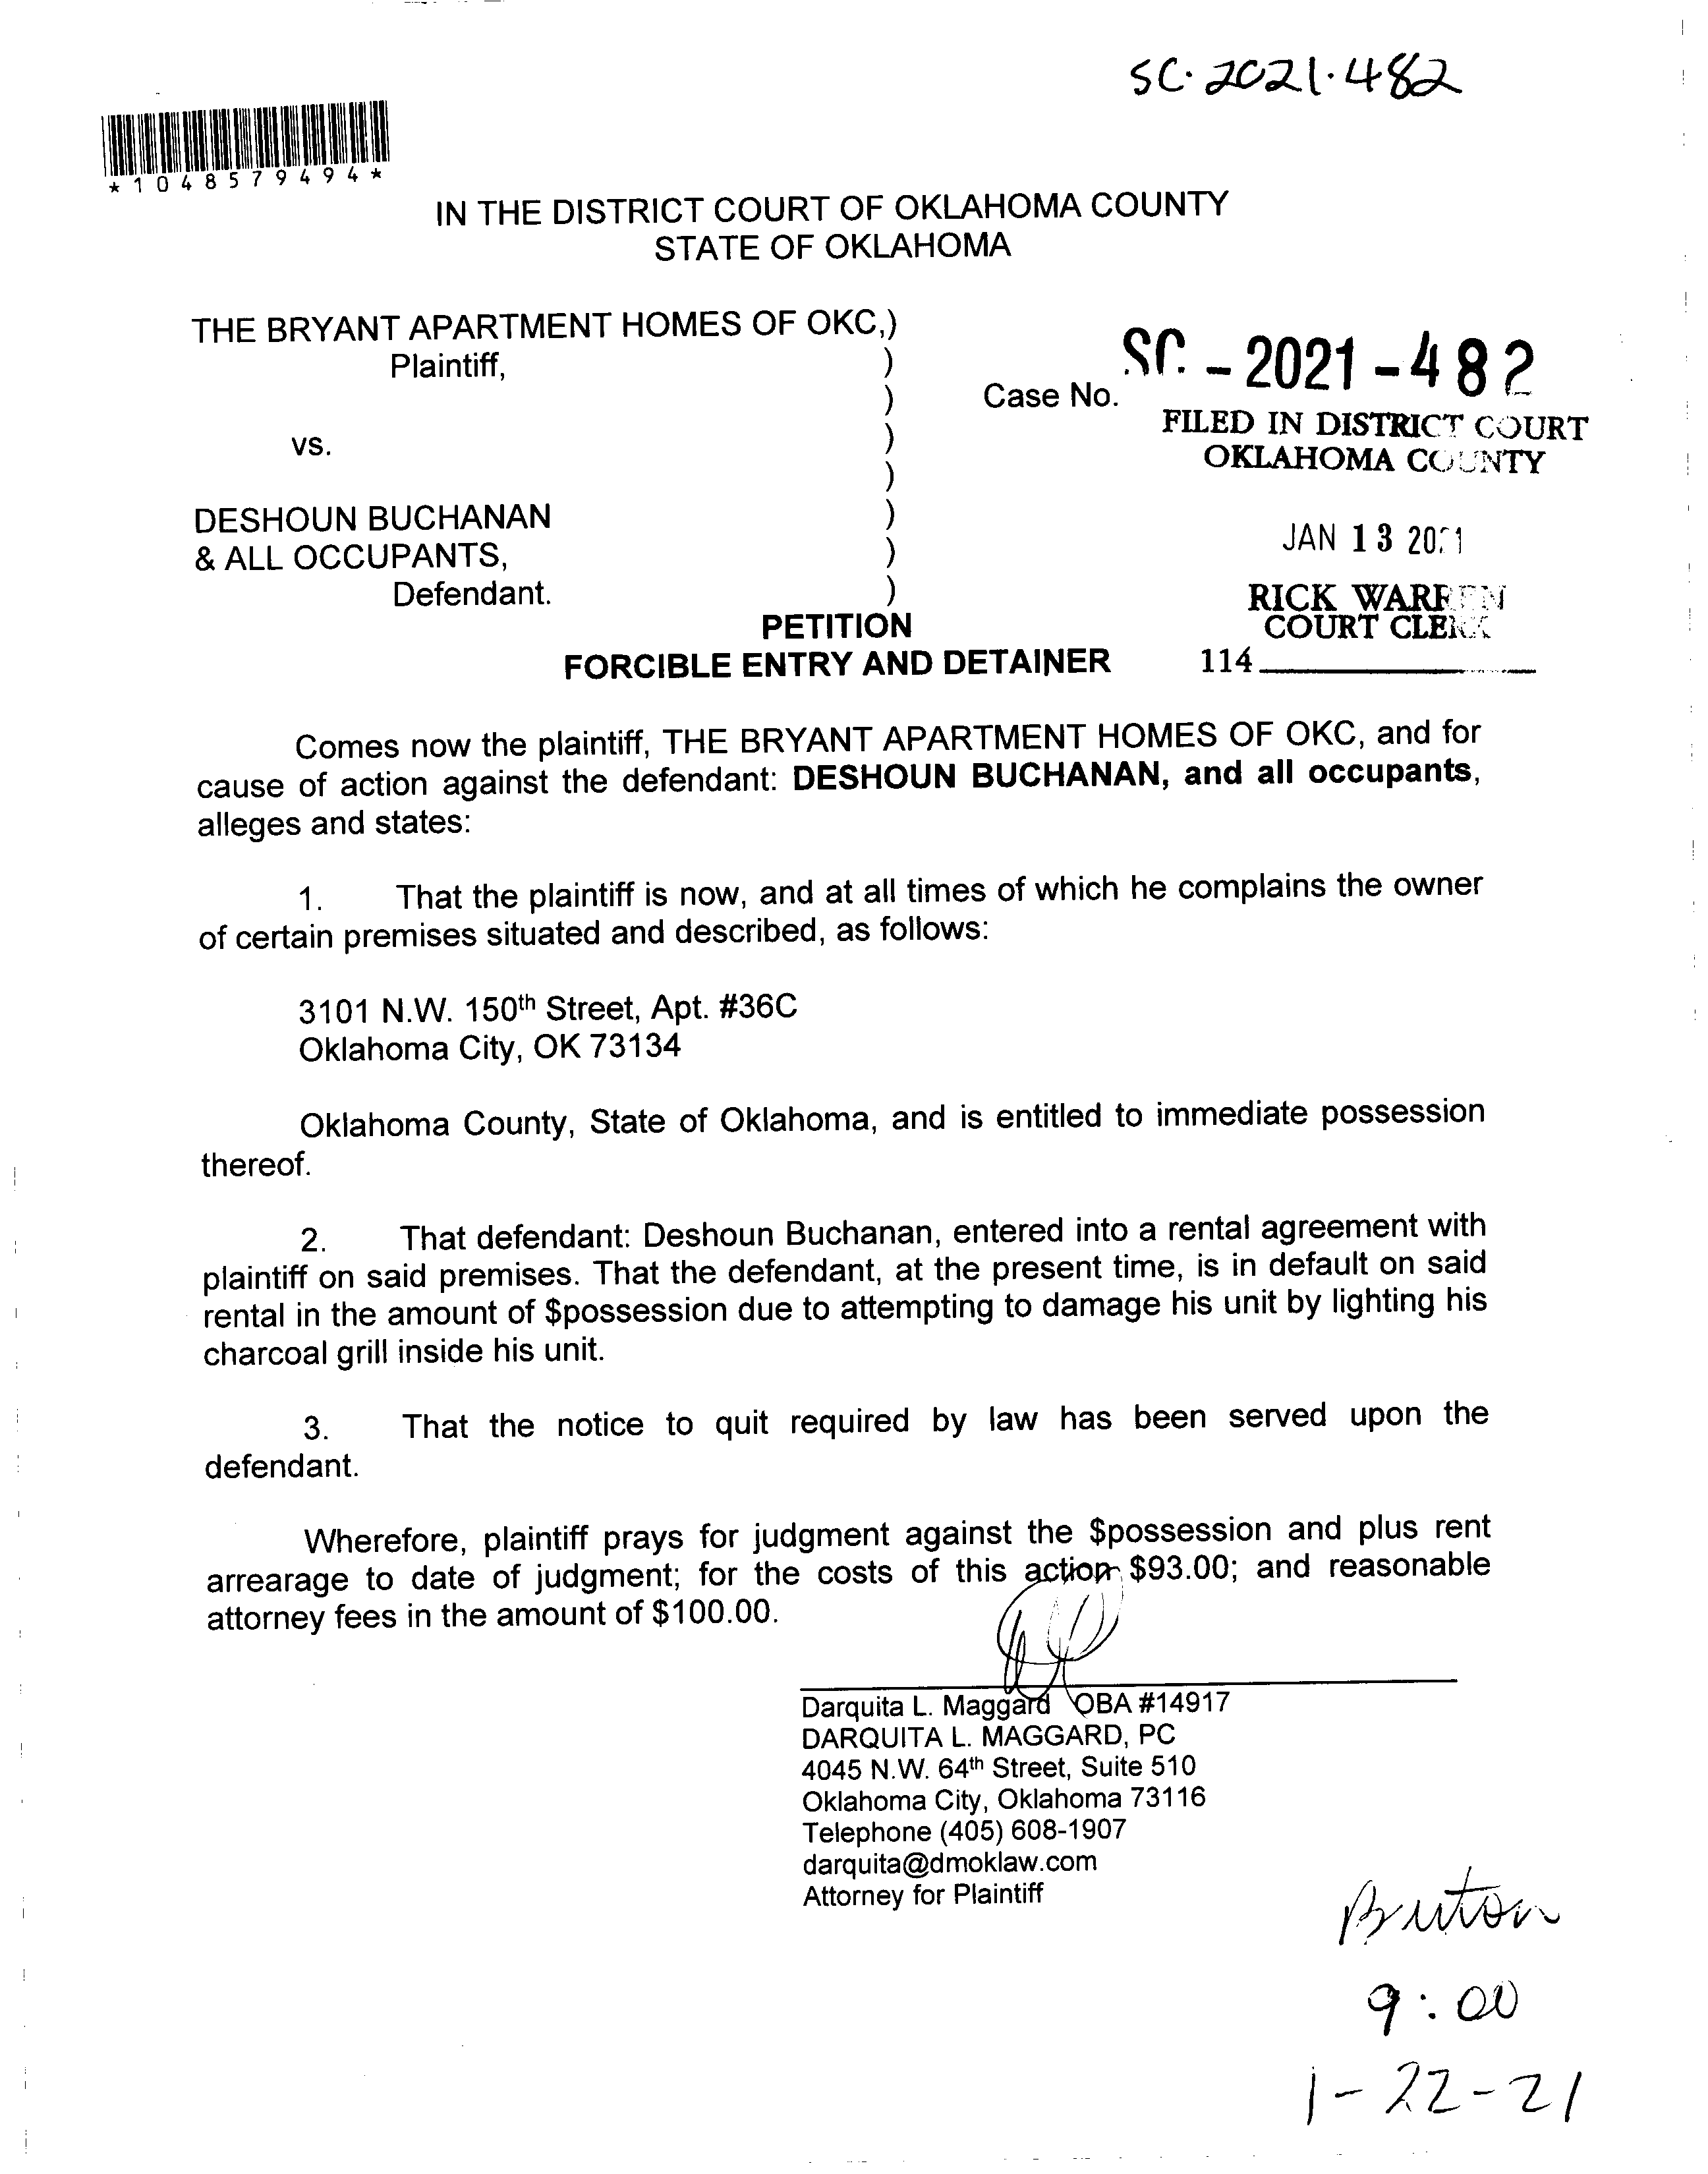 SC-2021-482
*1048579494*
IN THE DISTRICT COURT OF OKLAHOMA COUNTY
STATE OF OKLAHOMA
THE BRYANT APARTMENT HOMES OF OKC,)
Plaintiff, )
) Case No. SC-2021-482
FILED IN DISTRICT COURT
vs. )
OKLAHOMA COUNTY
)
DESHOUN BUCHANAN )
JAN 13 2021
& ALL OCCUPANTS, )
Defendant. )
RICK WARREN
PETITION
COURT CLERK
FORCIBLE ENTRY AND DETAINER
114
Comes now the plaintiff, THE BRYANT APARTMENT HOMES OF OKC, and for
cause of action against the defendant: DESHOUN BUCHANAN, and all occupants,
alleges and states:
1. That the plaintiff is now, and at all times of which he complains the owner
of certain premises situated and described, as follows:
3101 N.W. 150th Street, Apt. #36C
Oklahoma City, OK 73134
Oklahoma County, State of Oklahoma, and is entitled to immediate possession
thereof.
2. That defendant: Deshoun Buchanan, entered into a rental agreement with
plaintiff on said premises. That the defendant, at the present time, is in default on said
rental in the amount of $possession due to attempting to damage his unit by lighting his
charcoal grill inside his unit.
3. That the notice to quit required by law has been served upon the
defendant.
Wherefore, plaintiff prays for judgment against the $possession and plus rent
arrearage to date of judgment; for the costs of this action $93.00; and reasonable
attorney fees in the amount of $100.00.
Darquita L. Maggard OBA #14917
DARQUITA L. MAGGARD, PC
4045 N.W. 64th Street, Suite 510
Oklahoma City, Oklahoma 73116
Telephone (405) 608-1907
darquita@dmoklaw.com
Attorney for Plaintiff
9:00
1-22-21